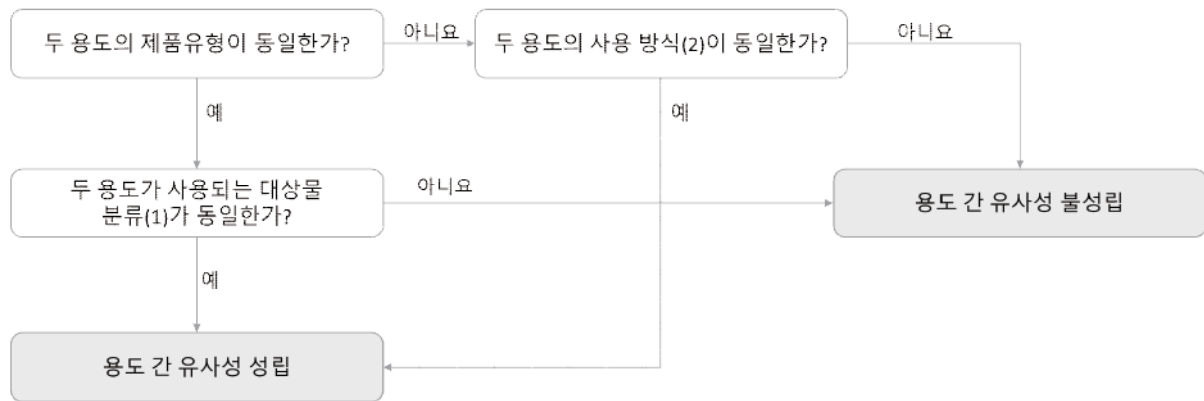 두 용도의 제품유형이 동일한가?
아니요
두 용도의 사용 방식(2)이 동일한가?
아니요
예
예
두 용도가 사용되는 대상물
분류(1)가 동일한가?
아니요
용도 간 유사성 불성립
예
용도 간 유사성 성립